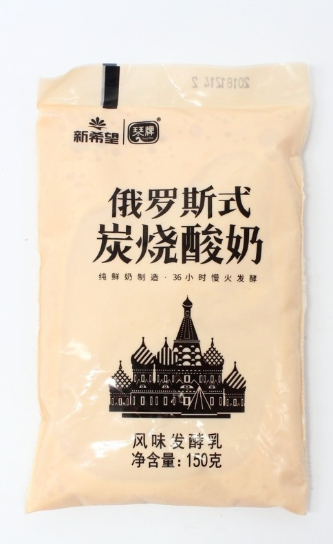 20181214 2
新希望 琴牌
俄罗斯式
炭烧酸奶
纯鲜奶制造·36小时慢火发酵
风味发酵乳
净含量：150克